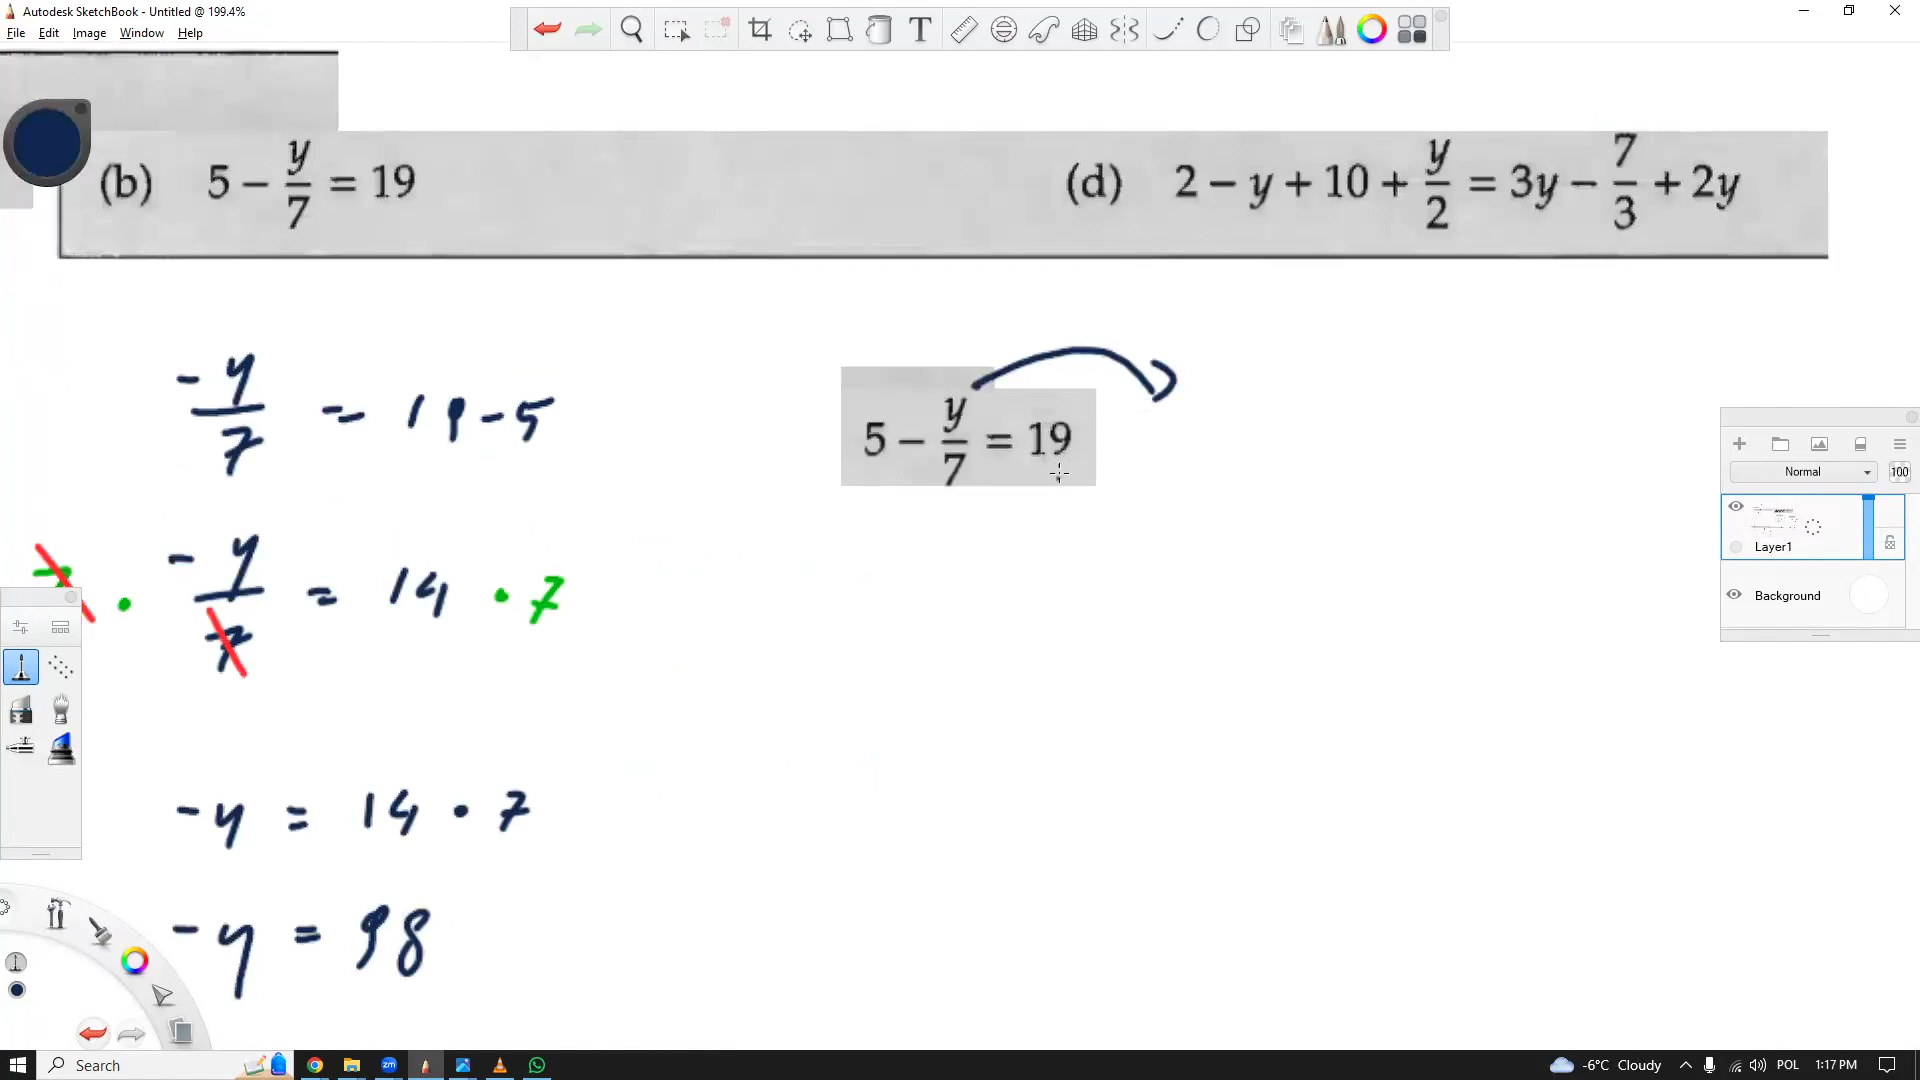 Autodesk SketchBook - Untitled @ 199.4%
File Edit Image Window Help
(b) 5 - y/7 = 19
(d) 2 - y + 10 + y/2 = 3y - 7/3 + 2y
-y/7 = 19 - 5
5 - y/7 = 19
7 · -y/7 = 14 · 7
-y = 14 · 7
-y = 98
Normal 100
Layer1
Background
Search
zm
-6°C Cloudy
POL
1:17 PM